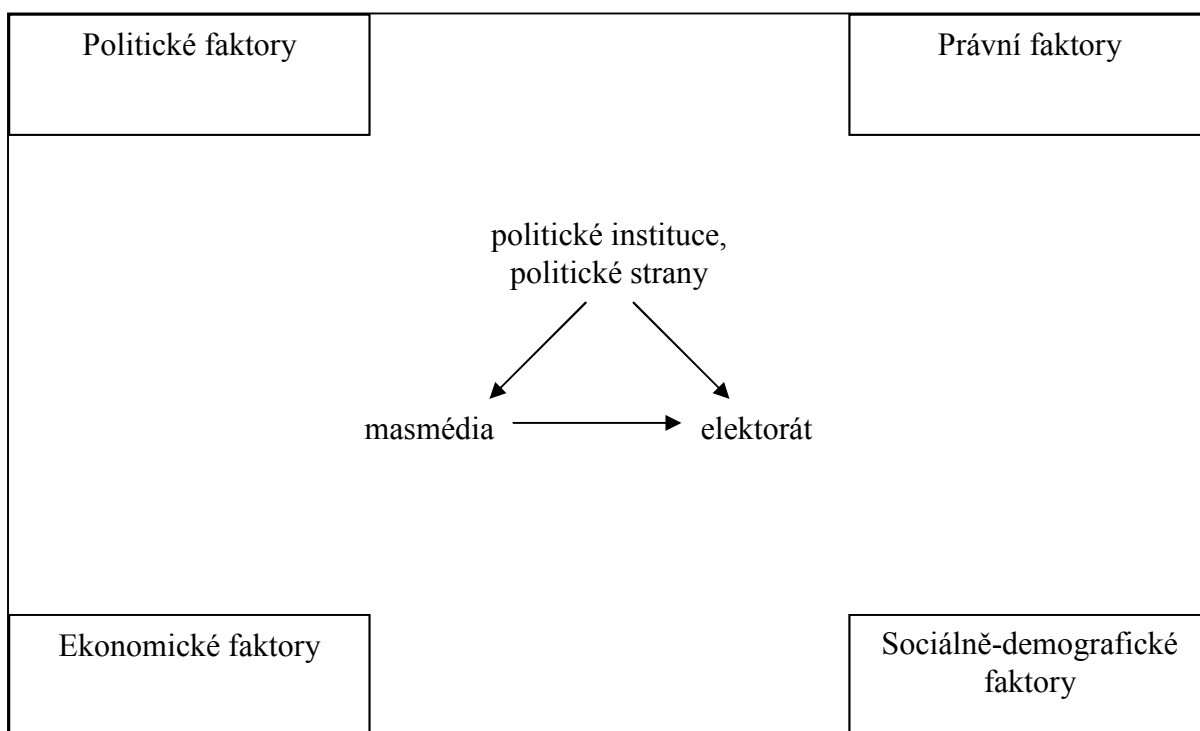 Politické faktory
Právní faktory
politické instituce,
politické strany
masmédia
elektorát
Ekonomické faktory
Sociálně-demografické
faktory